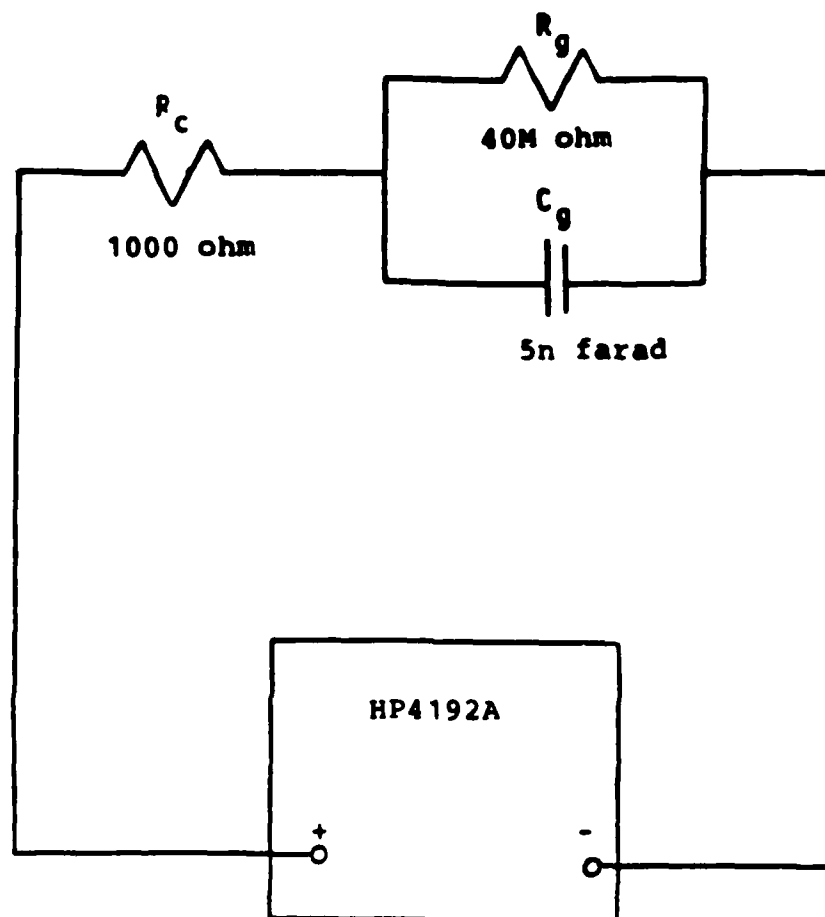 R_g
R_c
40M ohm
C_g
1000 ohm
5n farad
HP4192A
+ -